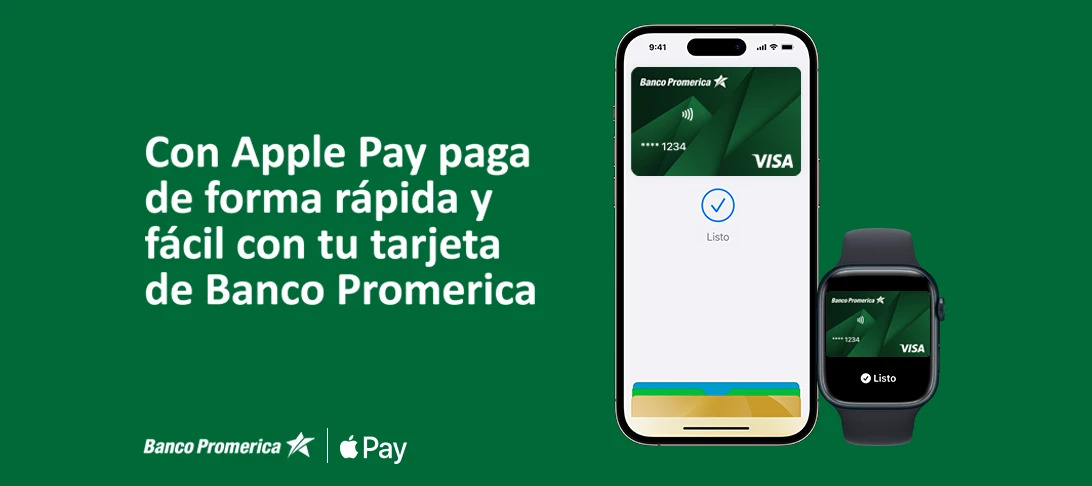 Con Apple Pay paga
de forma rápida y
fácil con tu tarjeta
de Banco Promerica
Banco Promerica
Pay
9:41
Banco Promerica
**** 1234
VISA
Listo
Banco Promerica
**** 1234
VISA
Listo